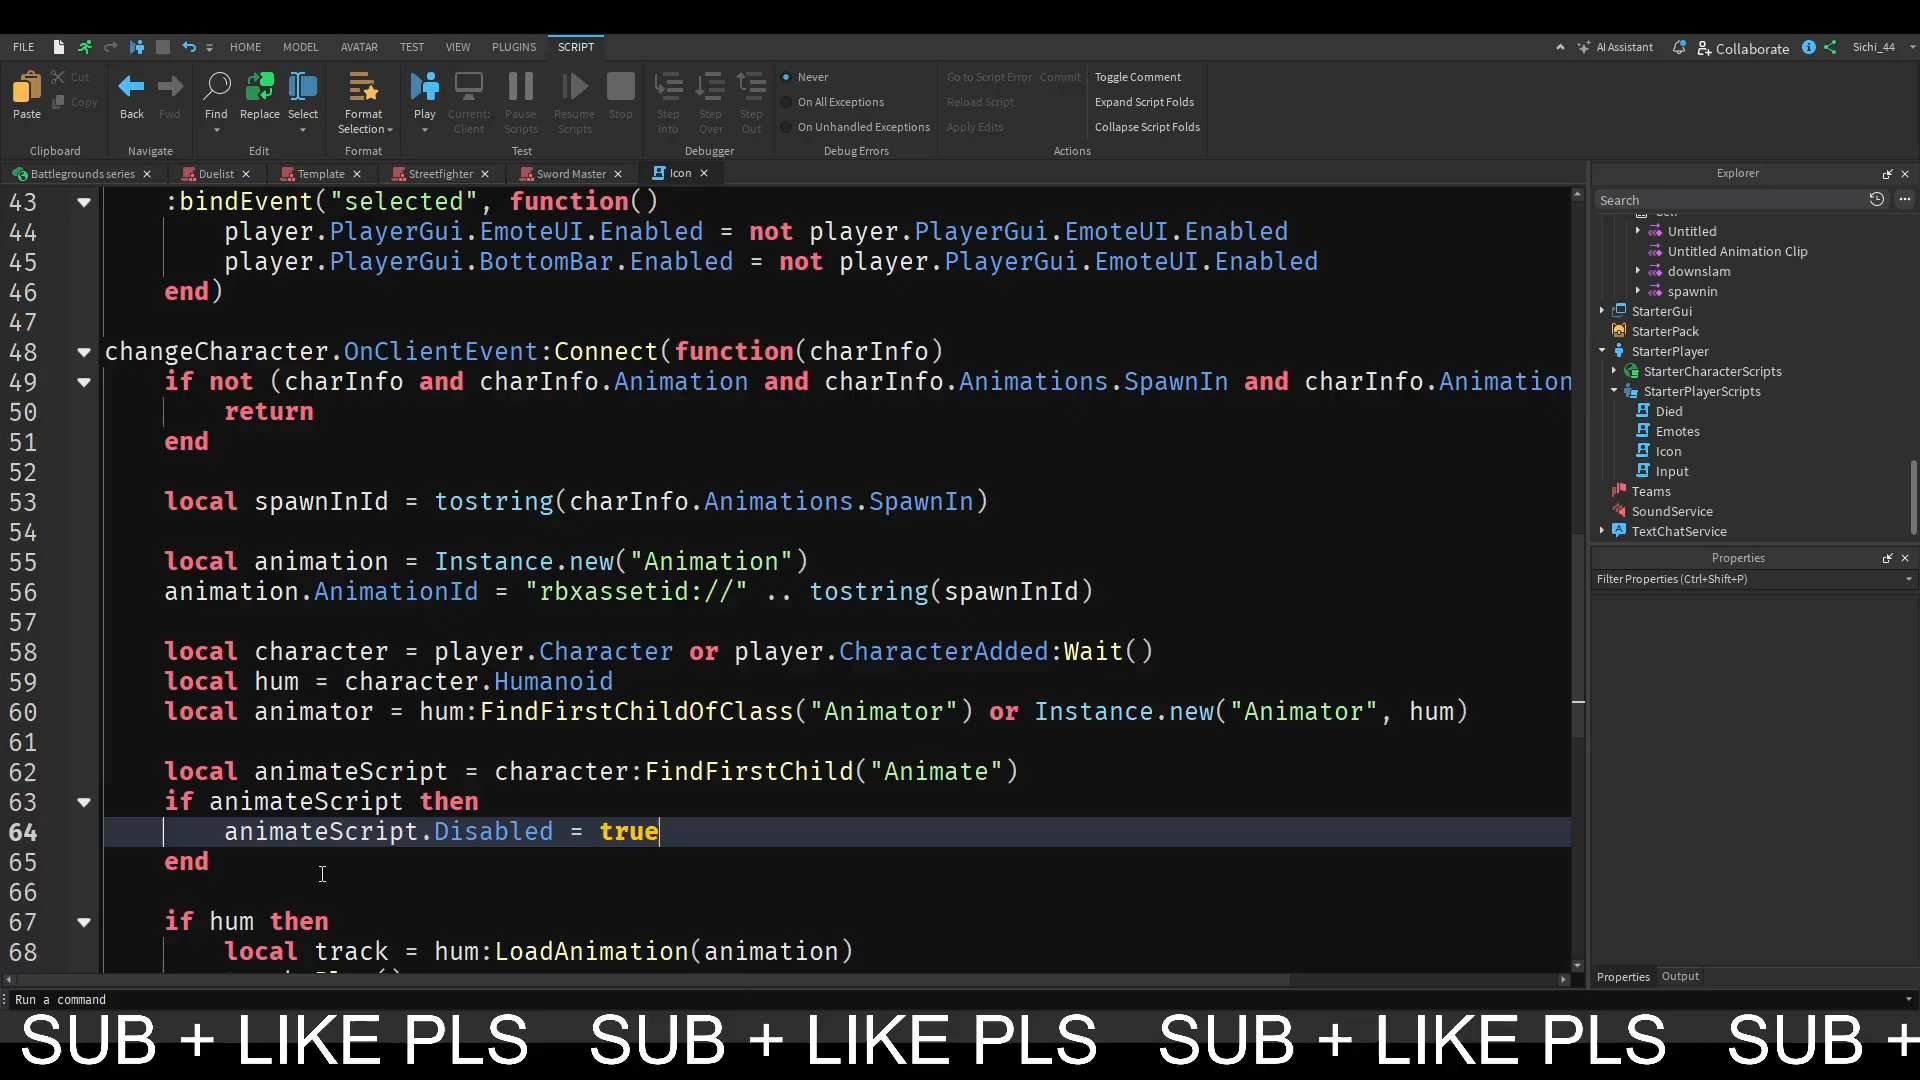 FILE HOME MODEL AVATAR TEST VIEW PLUGINS SCRIPT AI Assistant Collaborate Sichi_44
Paste Cut Copy Back Fwd Find Replace Select Format Selection Play Current: Client Pause Scripts Resume Scripts Stop Step Into Step Over Step Out
Never
On All Exceptions
On Unhandled Exceptions
Go to Script Error Commit
Reload Script
Apply Edits
Toggle Comment
Expand Script Folds
Collapse Script Folds
Clipboard Navigate Edit Format Test Debugger Debug Errors Actions
Battlegrounds series Duelist Template Streetfighter Sword Master Icon
43 :bindEvent("selected", function()
44 player.PlayerGui.EmoteUI.Enabled = not player.PlayerGui.EmoteUI.Enabled
45 player.PlayerGui.BottomBar.Enabled = not player.PlayerGui.EmoteUI.Enabled
46 end)
47
48 changeCharacter.OnClientEvent:Connect(function(charInfo)
49 if not (charInfo and charInfo.Animation and charInfo.Animations.SpawnIn and charInfo.Animation
50 return
51 end
52
53 local spawnInId = tostring(charInfo.Animations.SpawnIn)
54
55 local animation = Instance.new("Animation")
56 animation.AnimationId = "rbxassetid://" .. tostring(spawnInId)
57
58 local character = player.Character or player.CharacterAdded:Wait()
59 local hum = character.Humanoid
60 local animator = hum:FindFirstChildOfClass("Animator") or Instance.new("Animator", hum)
61
62 local animateScript = character:FindFirstChild("Animate")
63 if animateScript then
64 animateScript.Disabled = true
65 end
66
67 if hum then
68 local track = hum:LoadAnimation(animation)
Explorer
Search
Untitled
Untitled Animation Clip
downslam
spawnin
StarterGui
StarterPack
StarterPlayer
StarterCharacterScripts
StarterPlayerScripts
Died
Emotes
Icon
Input
Teams
SoundService
TextChatService
Properties
Filter Properties (Ctrl+Shift+P)
Properties Output
Run a command
SUB + LIKE PLS SUB + LIKE PLS SUB + LIKE PLS SUB +